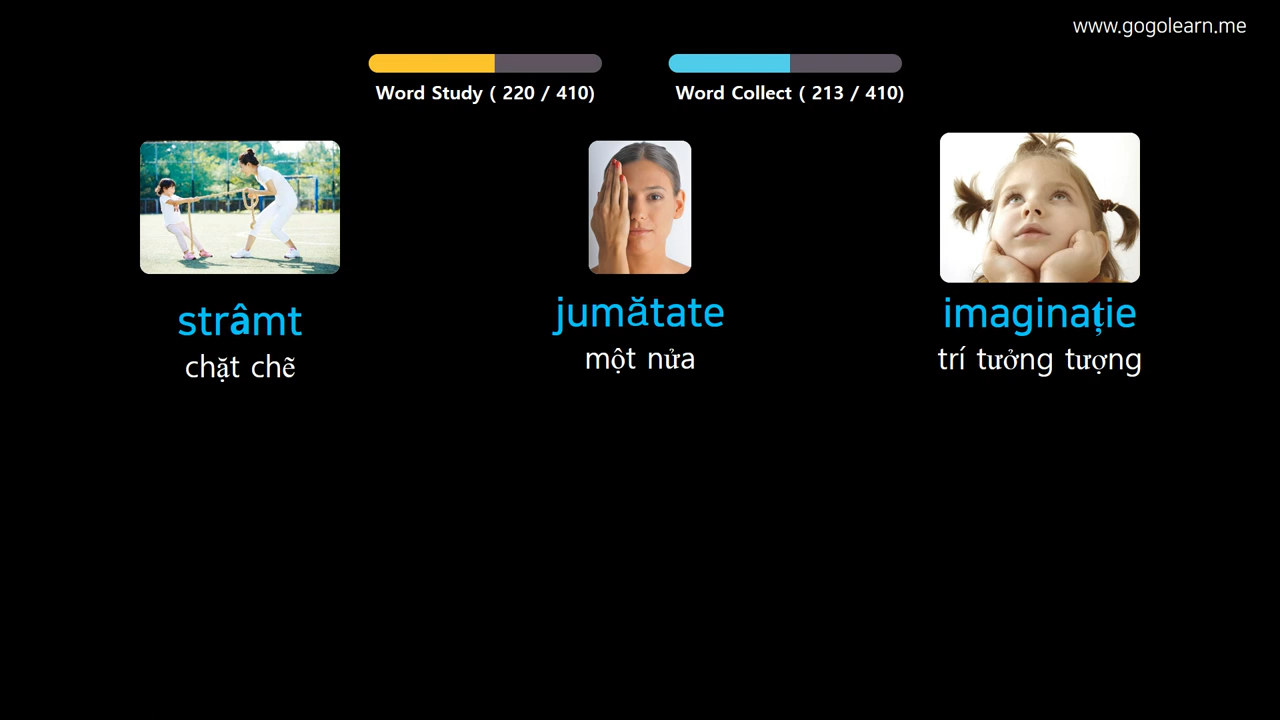 www.gogolearn.me
Word Study ( 220 / 410)
Word Collect ( 213 / 410)
strâmt
chặt chẽ
jumătate
một nửa
imaginație
trí tưởng tượng